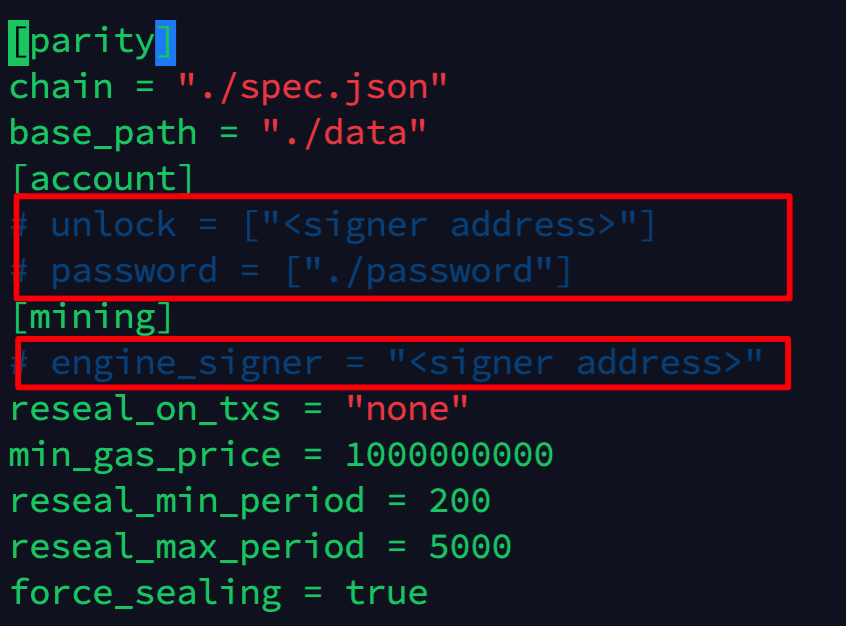 [parity]
chain = "./spec.json"
base_path = "./data"
[account]
# unlock = ["<signer address>"]
# password = ["./password"]
[mining]
# engine_signer = "<signer address>"
reseal_on_txs = "none"
min_gas_price = 1000000000
reseal_min_period = 200
reseal_max_period = 5000
force_sealing = true